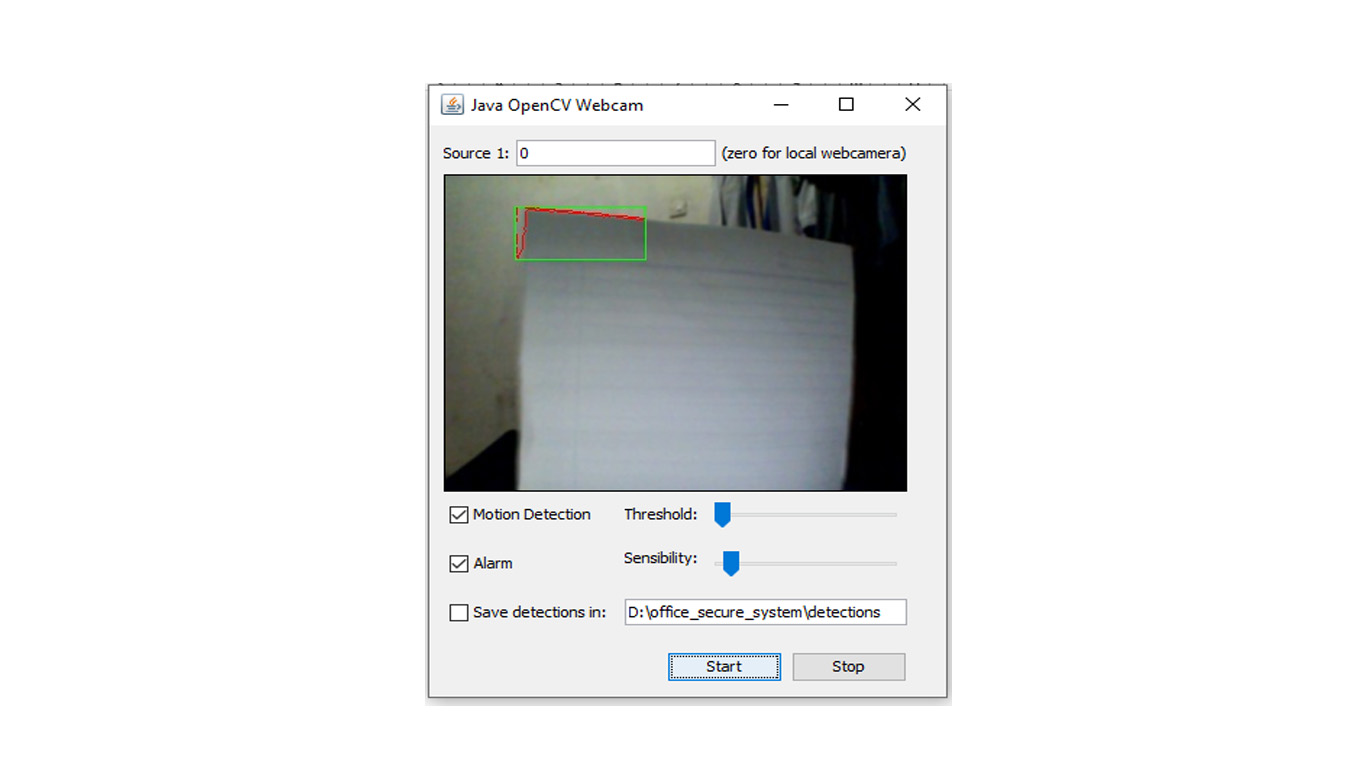 Java OpenCV Webcam
Source 1: 0 (zero for local webcamera)
Motion Detection Threshold:
Alarm Sensibility:
Save detections in: D:\office_secure_system\detections
Start Stop